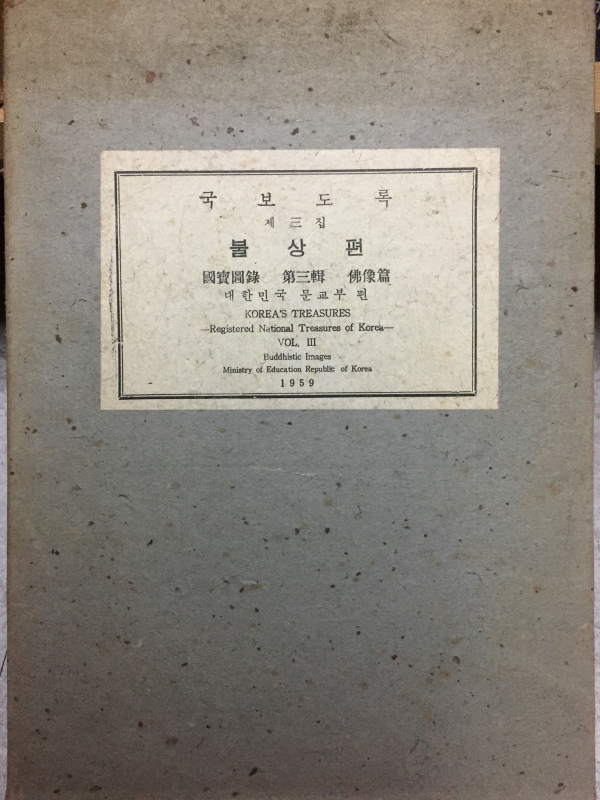 국 보 도 록
제 三 집
불 상 편
國寶圖錄 第三輯 佛像篇
대한민국 문교부 편
KOREA'S TREASURES
—Registered National Treasures of Korea—
VOL. III
Buddhistic Images
Ministry of Education Republic of Korea
1959